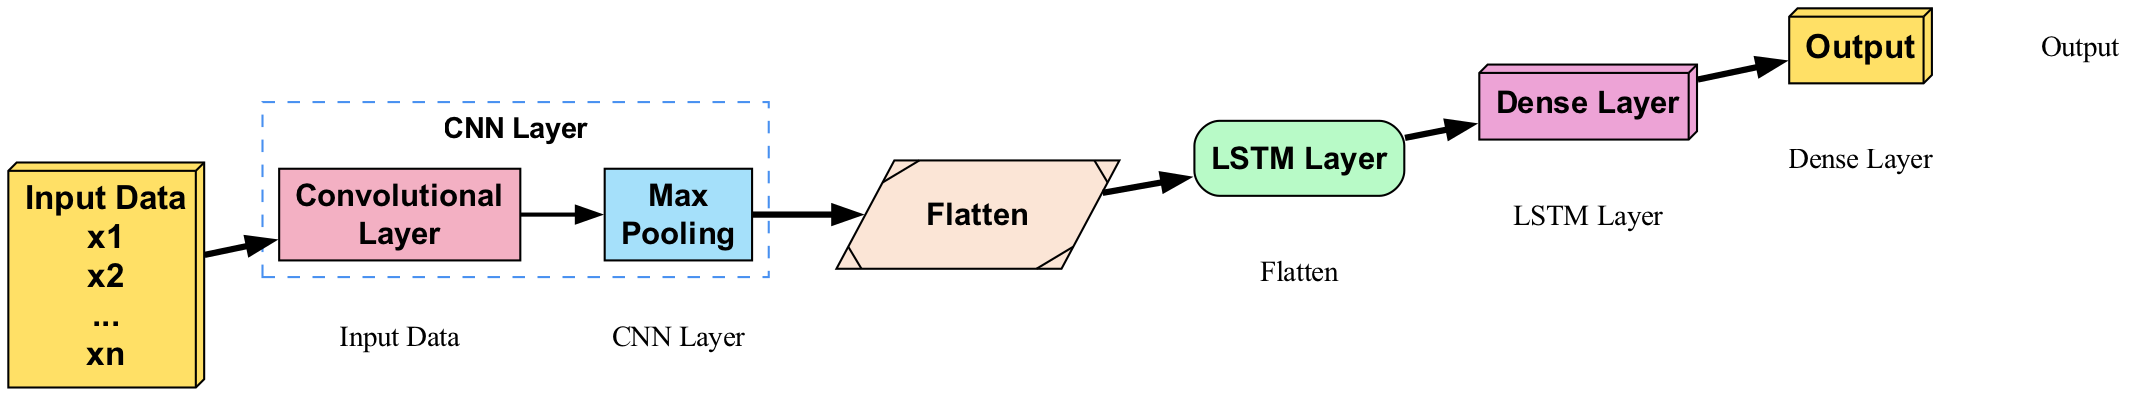 Input Data
x1
x2
...
xn
CNN Layer
Convolutional
Layer
Max
Pooling
Flatten
LSTM Layer
Dense Layer
Output
Input Data
CNN Layer
Flatten
LSTM Layer
Dense Layer
Output